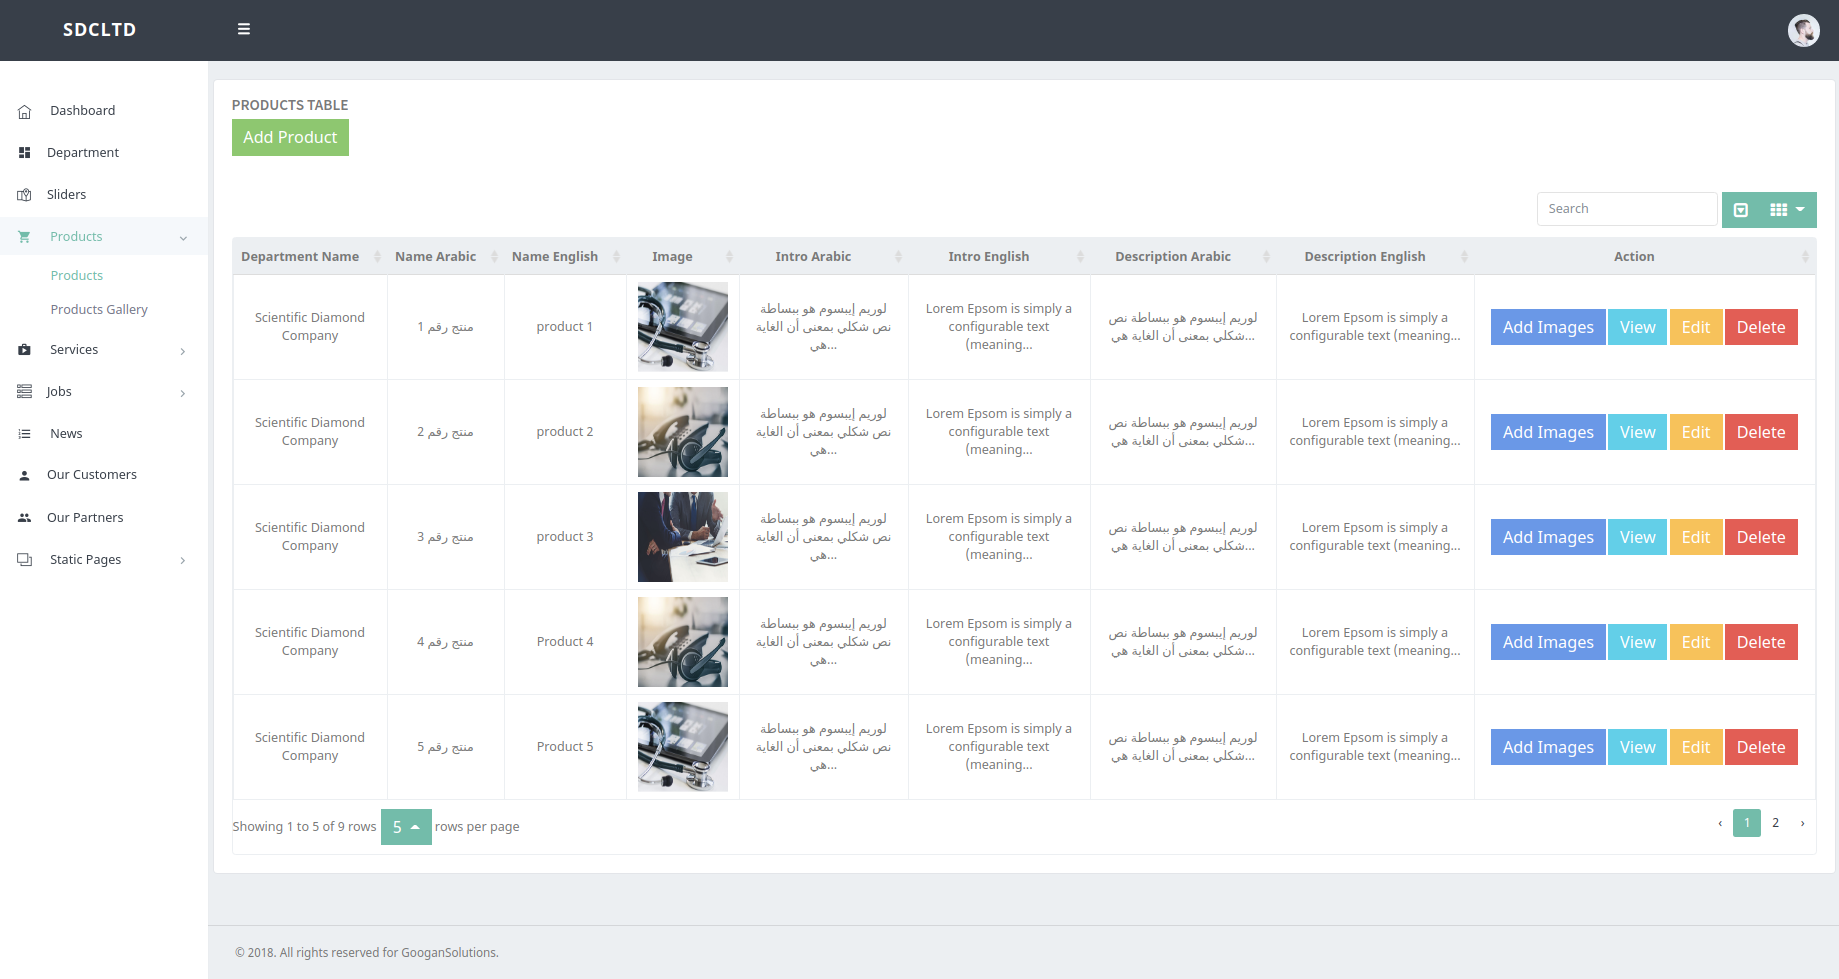 SDCLTD
Dashboard
Department
Sliders
Products
Products
Products Gallery
Services
Jobs
News
Our Customers
Our Partners
Static Pages
PRODUCTS TABLE
Add Product
Search
Department Name Name Arabic Name English Image Intro Arabic Intro English Description Arabic Description English Action
Scientific Diamond
Company
منتج رقم 1
product 1
لوريم إيبسوم هو ببساطة
نص شكلي بمعنى أن الغاية
هي...
Lorem Epsom is simply a
configurable text
(meaning...
لوريم إيبسوم هو ببساطة نص
شكلي بمعنى أن الغاية هي...
Lorem Epsom is simply a
configurable text (meaning...
Add Images View Edit Delete
Scientific Diamond
Company
منتج رقم 2
product 2
لوريم إيبسوم هو ببساطة
نص شكلي بمعنى أن الغاية
هي...
Lorem Epsom is simply a
configurable text
(meaning...
لوريم إيبسوم هو ببساطة نص
شكلي بمعنى أن الغاية هي...
Lorem Epsom is simply a
configurable text (meaning...
Add Images View Edit Delete
Scientific Diamond
Company
منتج رقم 3
product 3
لوريم إيبسوم هو ببساطة
نص شكلي بمعنى أن الغاية
هي...
Lorem Epsom is simply a
configurable text
(meaning...
لوريم إيبسوم هو ببساطة نص
شكلي بمعنى أن الغاية هي...
Lorem Epsom is simply a
configurable text (meaning...
Add Images View Edit Delete
Scientific Diamond
Company
منتج رقم 4
Product 4
لوريم إيبسوم هو ببساطة
نص شكلي بمعنى أن الغاية
هي...
Lorem Epsom is simply a
configurable text
(meaning...
لوريم إيبسوم هو ببساطة نص
شكلي بمعنى أن الغاية هي...
Lorem Epsom is simply a
configurable text (meaning...
Add Images View Edit Delete
Scientific Diamond
Company
منتج رقم 5
Product 5
لوريم إيبسوم هو ببساطة
نص شكلي بمعنى أن الغاية
هي...
Lorem Epsom is simply a
configurable text
(meaning...
لوريم إيبسوم هو ببساطة نص
شكلي بمعنى أن الغاية هي...
Lorem Epsom is simply a
configurable text (meaning...
Add Images View Edit Delete
Showing 1 to 5 of 9 rows 5 rows per page
‹ 1 2 ›
© 2018. All rights reserved for GooganSolutions.